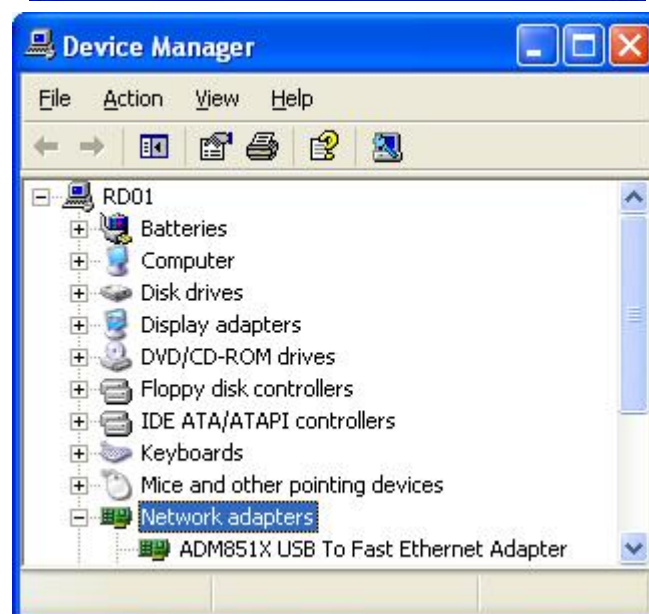 Device Manager
File Action View Help
RD01
Batteries
Computer
Disk drives
Display adapters
DVD/CD-ROM drives
Floppy disk controllers
IDE ATA/ATAPI controllers
Keyboards
Mice and other pointing devices
Network adapters
ADM851X USB To Fast Ethernet Adapter